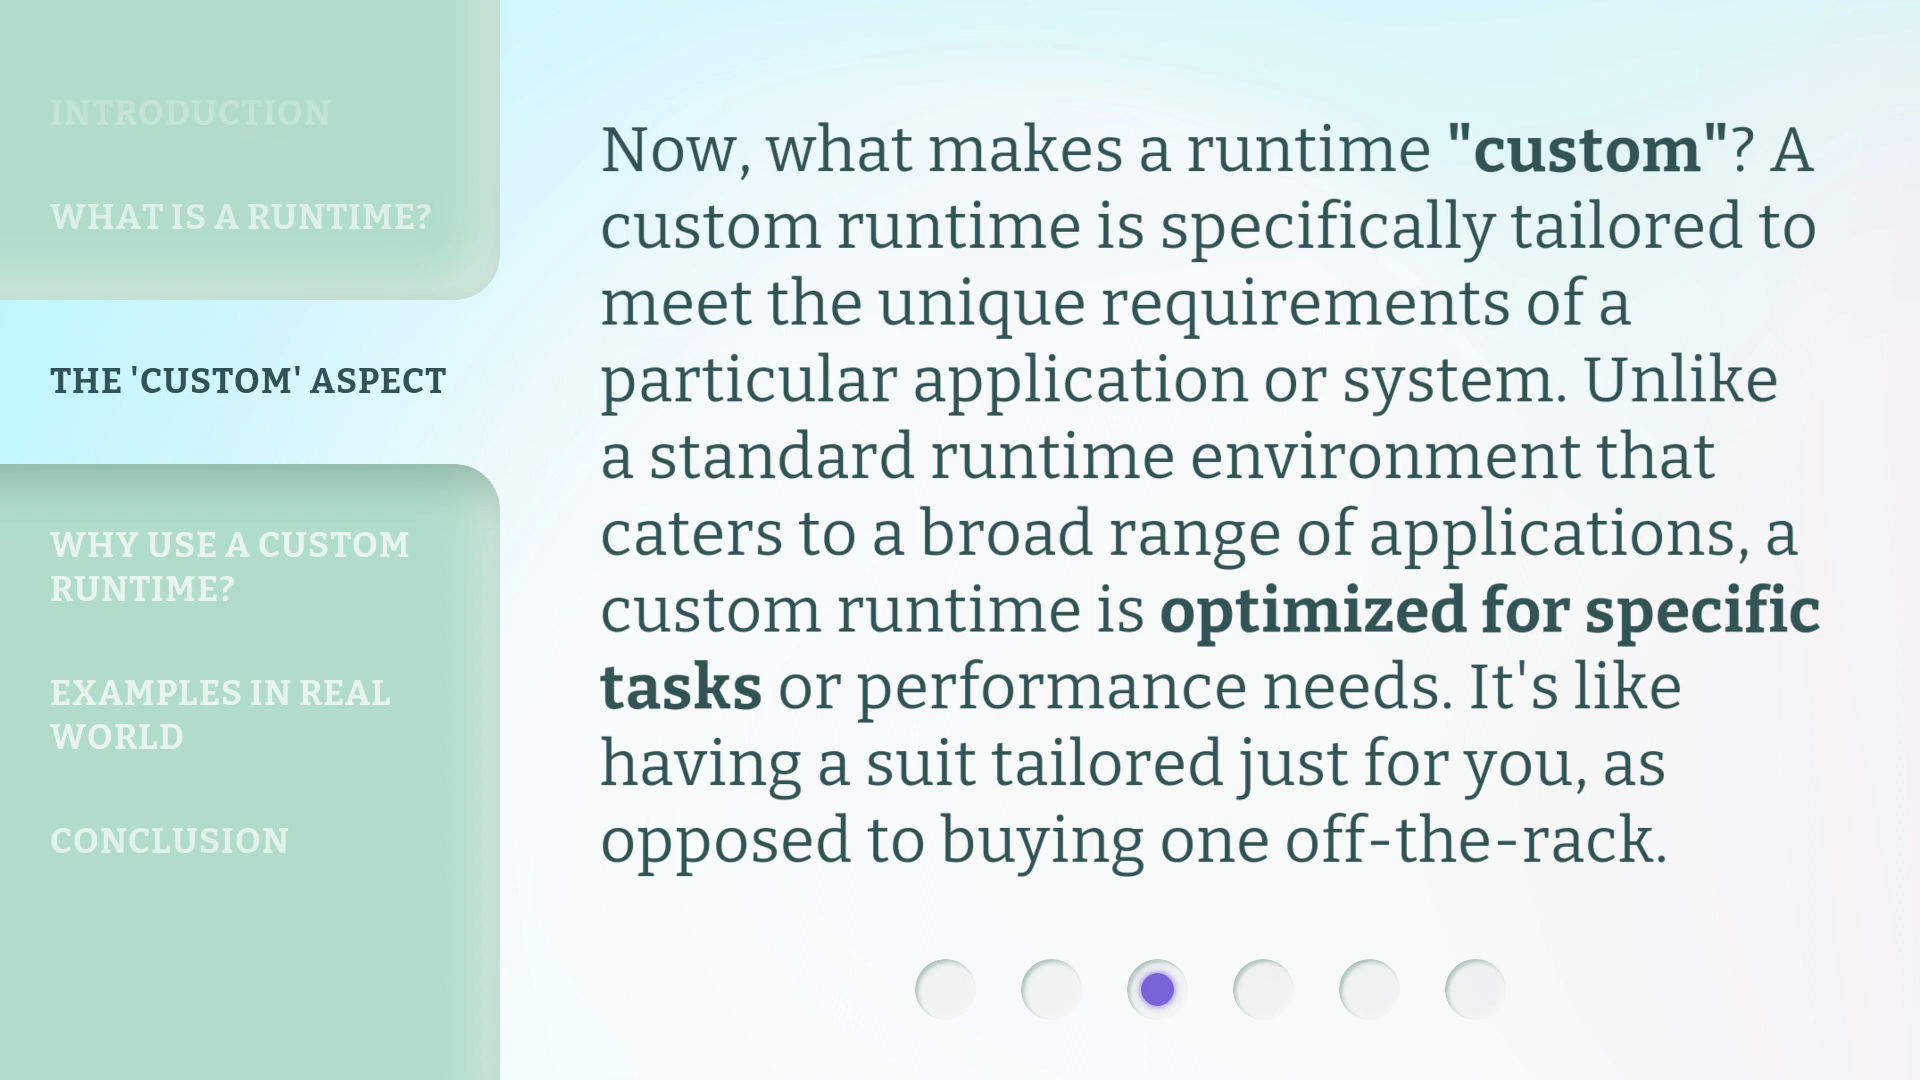 INTRODUCTION
WHAT IS A RUNTIME?
THE 'CUSTOM' ASPECT
WHY USE A CUSTOM
RUNTIME?
EXAMPLES IN REAL
WORLD
CONCLUSION
Now, what makes a runtime "custom"? A
custom runtime is specifically tailored to
meet the unique requirements of a
particular application or system. Unlike
a standard runtime environment that
caters to a broad range of applications, a
custom runtime is optimized for specific
tasks or performance needs. It's like
having a suit tailored just for you, as
opposed to buying one off-the-rack.